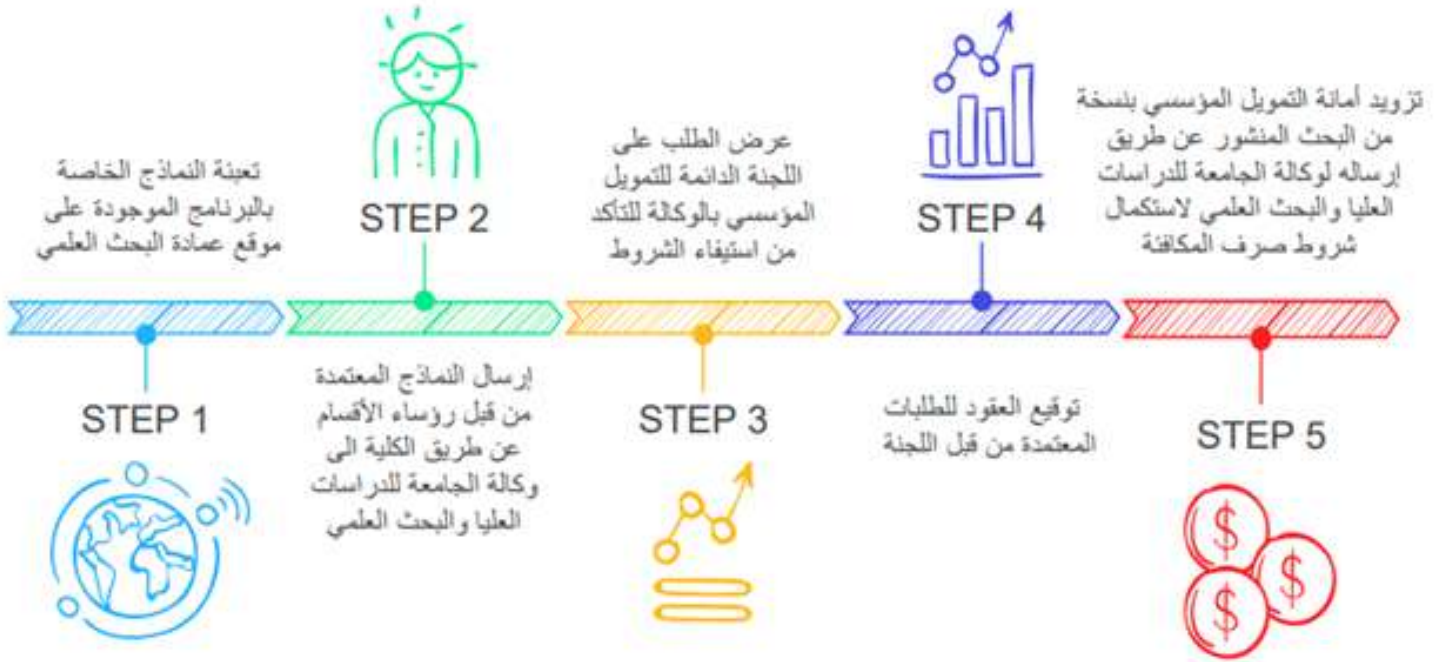 تعبئة النماذج الخاصة
بالبرنامج الموجودة على
موقع عمادة البحث العلمي
STEP 1
STEP 2
إرسال النماذج المعتمدة
من قبل رؤساء الأقسام
عن طريق الكلية الى
وكالة الجامعة للدراسات
العليا والبحث العلمي
عرض الطلب على
اللجنة الدائمة للتمويل
المؤسسي بالوكالة للتأكد
من استيفاء الشروط
STEP 3
STEP 4
توقيع العقود للطلبات
المعتمدة من قبل اللجنة
تزويد أمانة التمويل المؤسسي بنسخة
من البحث المنشور عن طريق
إرساله لوكالة الجامعة للدراسات
العليا والبحث العلمي لاستكمال
شروط صرف المكافئة
STEP 5
$
$
$